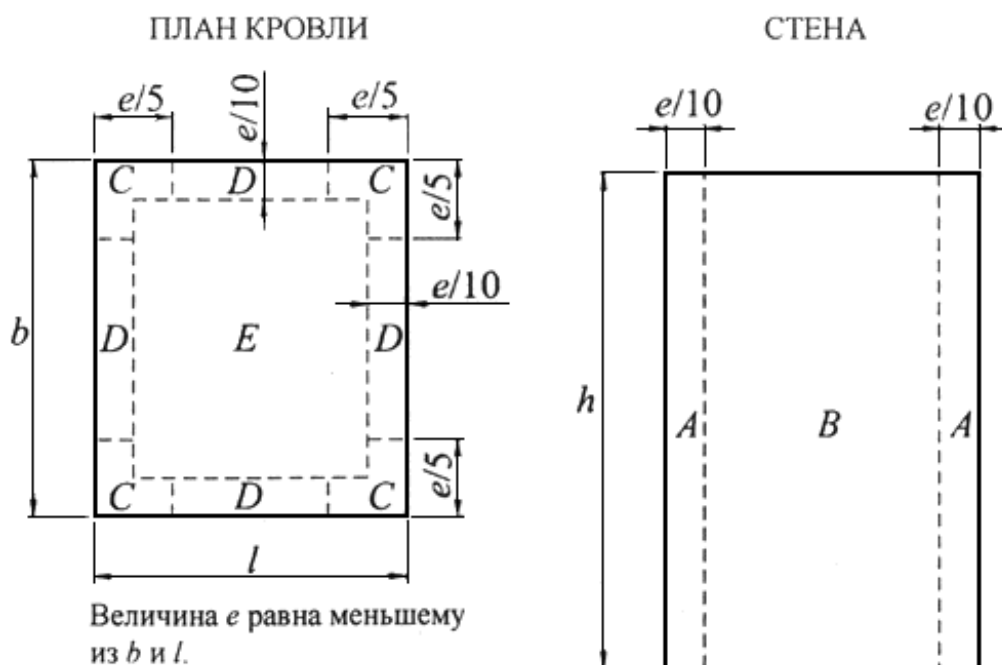 ПЛАН КРОВЛИ
СТЕНА
e/5
e/10
e/5
e/10
e/10
C
D
C
e/5
e/10
b
D
E
D
h
A
B
A
e/5
C
D
C
l
Величина e равна меньшему
из b и l.